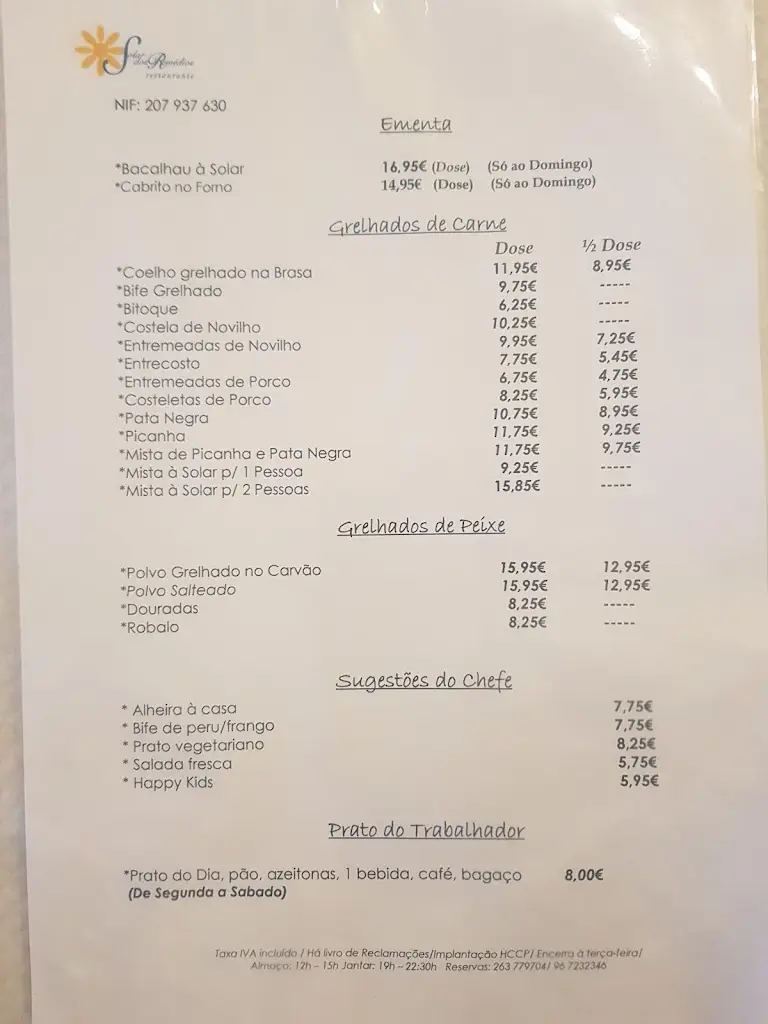 Solar
dos Remédios
restaurante
NIF: 207 937 630
Ementa
*Bacalhau à Solar 16,95€ (Dose) (Só ao Domingo)
*Cabrito no Forno 14,95€ (Dose) (Só ao Domingo)
Grelhados de Carne
Dose ½ Dose
*Coelho grelhado na Brasa 11,95€ 8,95€
*Bife Grelhado 9,75€ -----
*Bitoque 6,25€ -----
*Costela de Novilho 10,25€ -----
*Entremeadas de Novilho 9,95€ 7,25€
*Entrecosto 7,75€ 5,45€
*Entremeadas de Porco 6,75€ 4,75€
*Costeletas de Porco 8,25€ 5,95€
*Pata Negra 10,75€ 8,95€
*Picanha 11,75€ 9,25€
*Mista de Picanha e Pata Negra 11,75€ 9,75€
*Mista à Solar p/ 1 Pessoa 9,25€ -----
*Mista à Solar p/ 2 Pessoas 15,85€ -----
Grelhados de Peixe
*Polvo Grelhado no Carvão 15,95€ 12,95€
*Polvo Salteado 15,95€ 12,95€
*Douradas 8,25€ -----
*Robalo 8,25€ -----
Sugestões do Chefe
* Alheira à casa 7,75€
* Bife de peru/frango 7,75€
* Prato vegetariano 8,25€
* Salada fresca 5,75€
* Happy Kids 5,95€
Prato do Trabalhador
*Prato do Dia, pão, azeitonas, 1 bebida, café, bagaço 8,00€
(De Segunda a Sabado)
Taxa IVA incluído / Há livro de Reclamações/Implantação HCCP/ Encerra à terça-feira/
Almoço: 12h – 15h Jantar: 19h – 22:30h Reservas: 263 779704/ 96 7232346